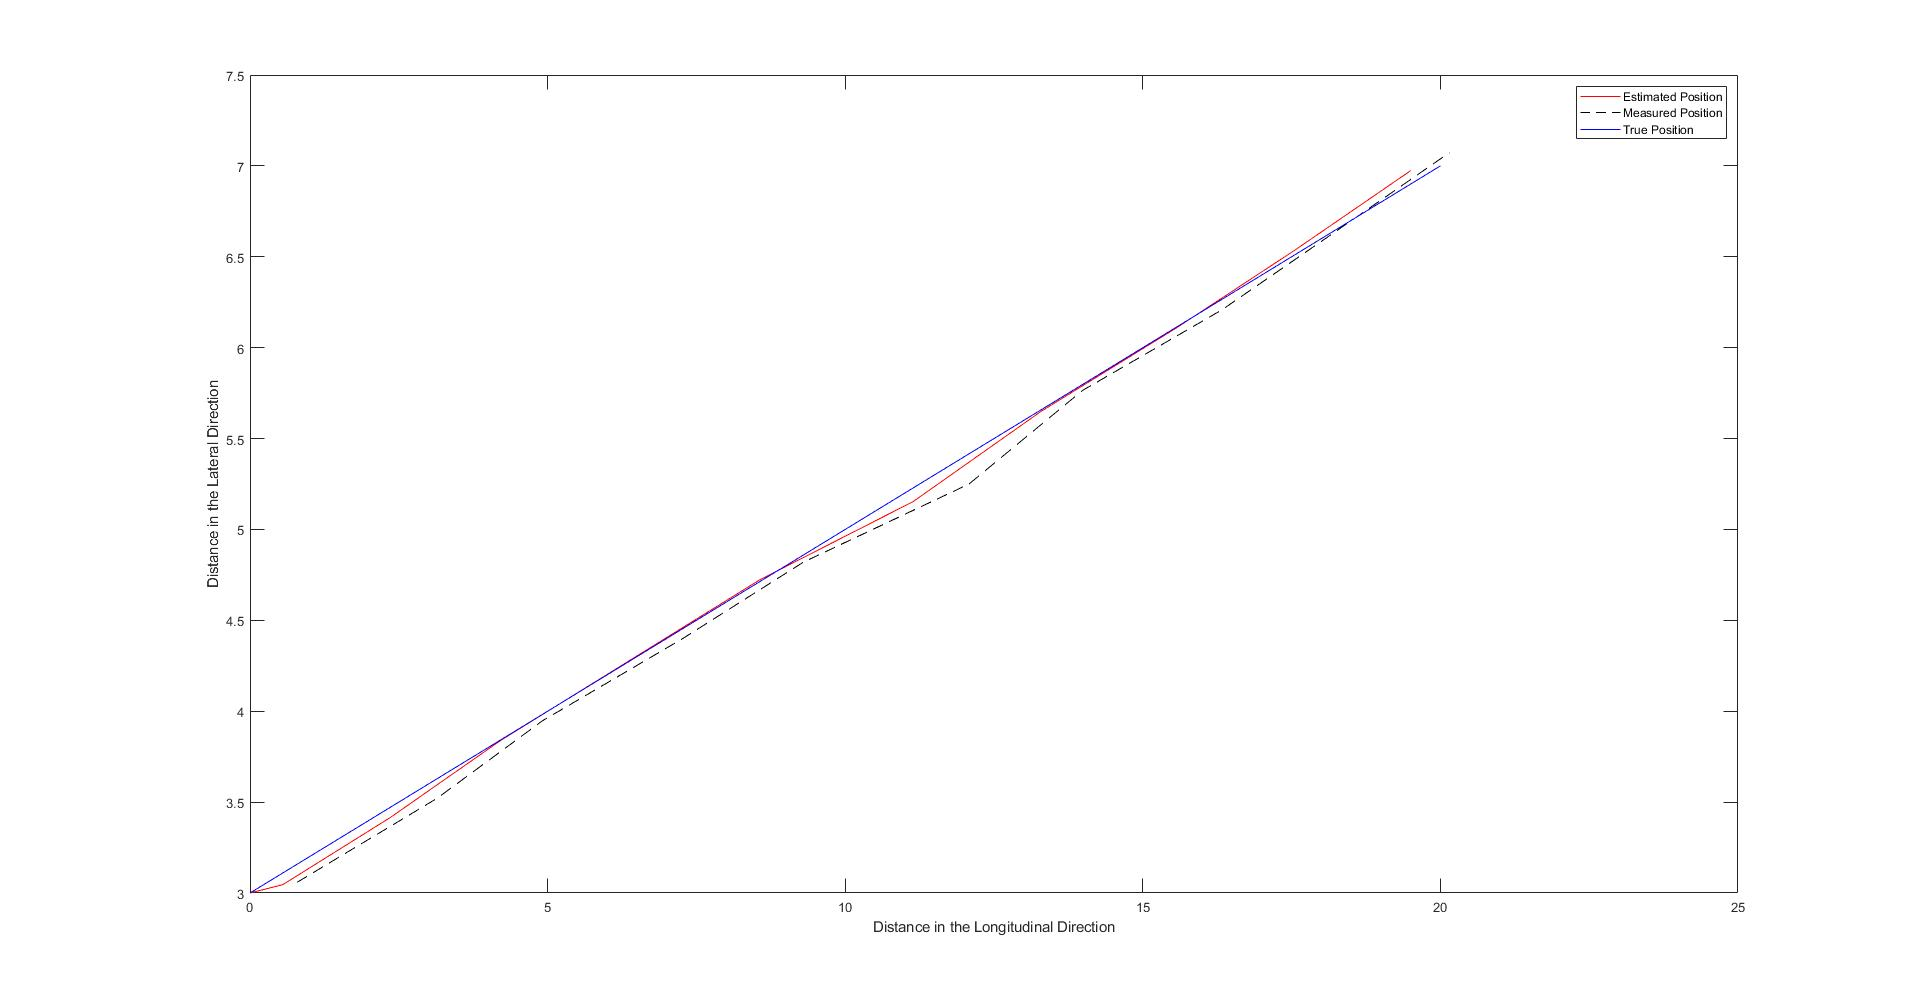 7.5
7
6.5
6
5.5
5
4.5
4
3.5
3
Distance in the Lateral Direction
Estimated Position
Measured Position
True Position
0 5 10 15 20 25
Distance in the Longitudinal Direction